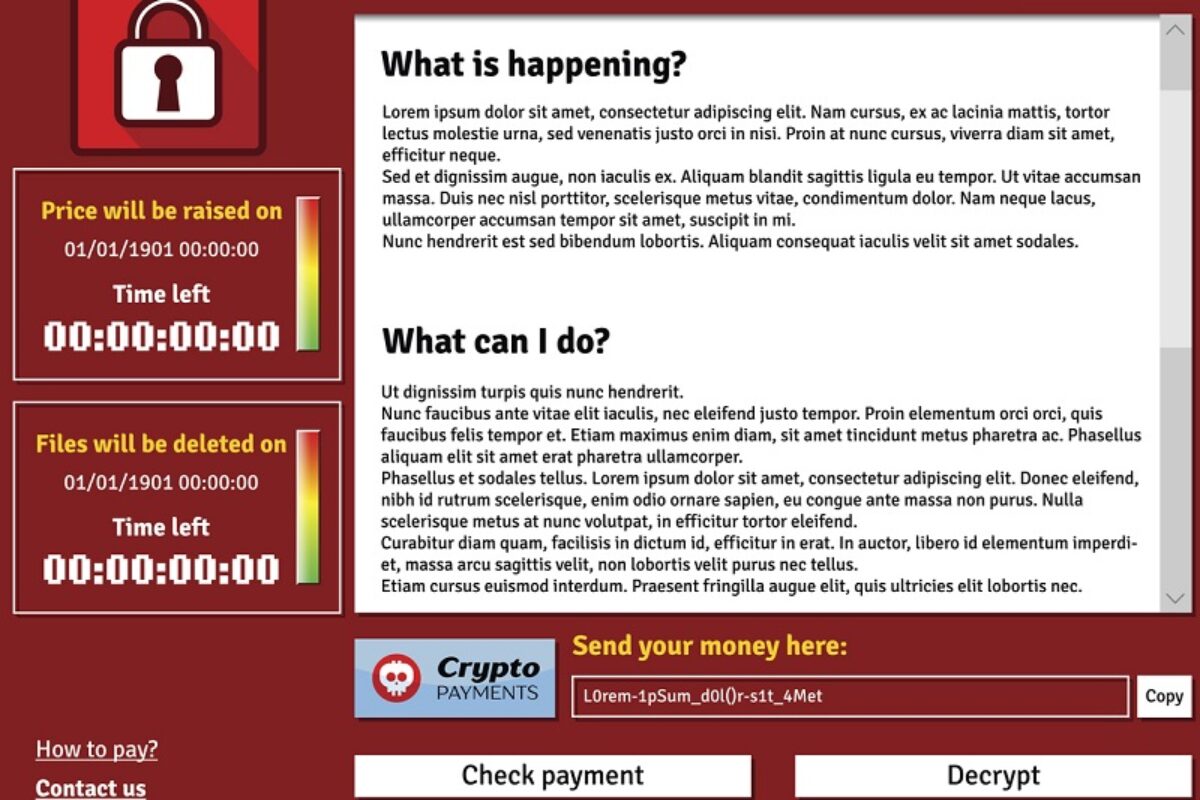 Price will be raised on
01/01/1901 00:00:00
Time left
00:00:00:00
Files will be deleted on
01/01/1901 00:00:00
Time left
00:00:00:00
How to pay?
Contact us
What is happening?
Lorem ipsum dolor sit amet, consectetur adipiscing elit. Nam cursus, ex ac lacinia mattis, tortor
lectus molestie urna, sed venenatis justo orci in nisi. Proin at nunc cursus, viverra diam sit amet,
efficitur neque.
Sed et dignissim augue, non iaculis ex. Aliquam blandit sagittis ligula eu tempor. Ut vitae accumsan
massa. Duis nec nisl porttitor, scelerisque metus vitae, condimentum dolor. Nam neque lacus,
ullamcorper accumsan tempor sit amet, suscipit in mi.
Nunc hendrerit est sed bibendum lobortis. Aliquam consequat iaculis velit sit amet sodales.
What can I do?
Ut dignissim turpis quis nunc hendrerit.
Nunc faucibus ante vitae elit iaculis, nec eleifend justo tempor. Proin elementum orci orci, quis
faucibus felis tempor et. Etiam maximus enim diam, sit amet tincidunt metus pharetra ac. Phasellus
aliquam elit sit amet erat pharetra ullamcorper.
Phasellus et sodales tellus. Lorem ipsum dolor sit amet, consectetur adipiscing elit. Donec eleifend,
nibh id rutrum scelerisque, enim odio ornare sapien, eu congue ante massa non purus. Nulla
scelerisque metus at nunc volutpat, in efficitur tortor eleifend.
Curabitur diam quam, facilisis in dictum id, efficitur in erat. In auctor, libero id elementum imperdi-
et, massa arcu sagittis velit, non lobortis velit purus nec tellus.
Etiam cursus euismod interdum. Praesent fringilla augue elit, quis ultricies elit lobortis nec.
Crypto
PAYMENTS
Send your money here:
L0rem-1pSum_d0l()r-s1t_4Met
Copy
Check payment
Decrypt